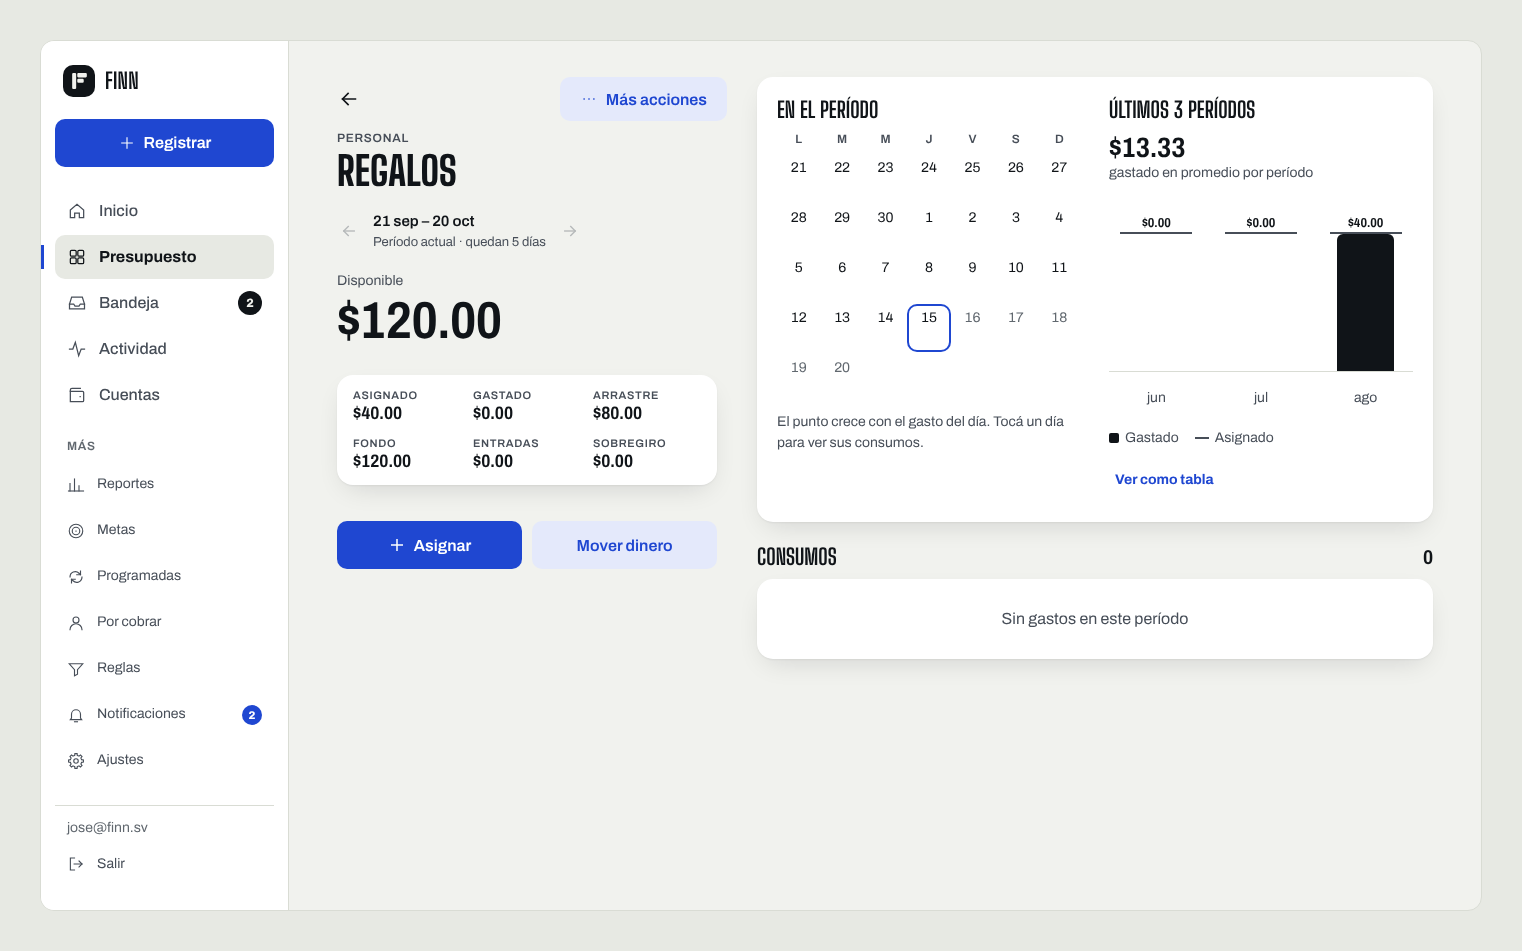 FINN
Registrar
Inicio
Presupuesto
Bandeja 2
Actividad
Cuentas
MÁS
Reportes
Metas
Programadas
Por cobrar
Reglas
Notificaciones 2
Ajustes
jose@finn.sv
Salir
Más acciones
PERSONAL
REGALOS
21 sep – 20 oct
Período actual · quedan 5 días
Disponible
$120.00
ASIGNADO GASTADO ARRASTRE
$40.00 $0.00 $80.00
FONDO ENTRADAS SOBREGIRO
$120.00 $0.00 $0.00
Asignar
Mover dinero
EN EL PERÍODO
L M M J V S D
21 22 23 24 25 26 27
28 29 30 1 2 3 4
5 6 7 8 9 10 11
12 13 14 15 16 17 18
19 20
El punto crece con el gasto del día. Tocá un día
para ver sus consumos.
ÚLTIMOS 3 PERÍODOS
$13.33
gastado en promedio por período
$0.00 $0.00 $40.00
jun jul ago
Gastado Asignado
Ver como tabla
CONSUMOS 0
Sin gastos en este período